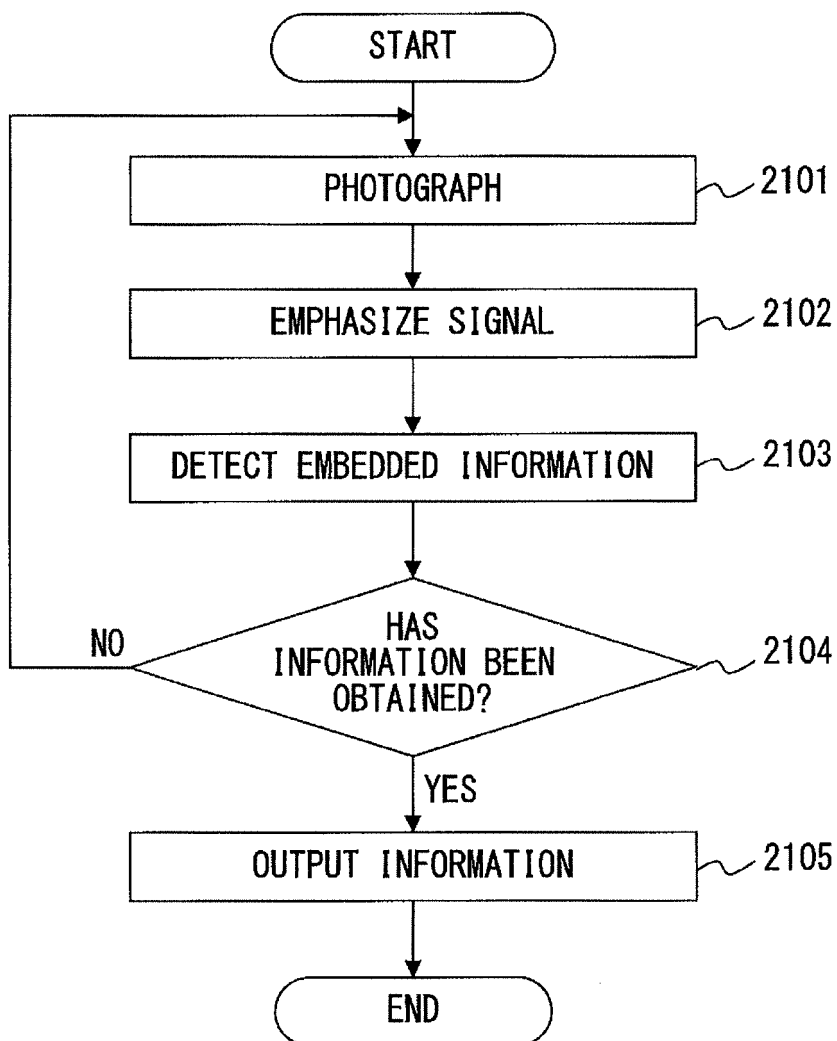 START
PHOTOGRAPH
2101
EMPHASIZE SIGNAL
2102
DETECT EMBEDDED INFORMATION
2103
HAS
INFORMATION BEEN
OBTAINED?
2104
NO
YES
OUTPUT INFORMATION
2105
END